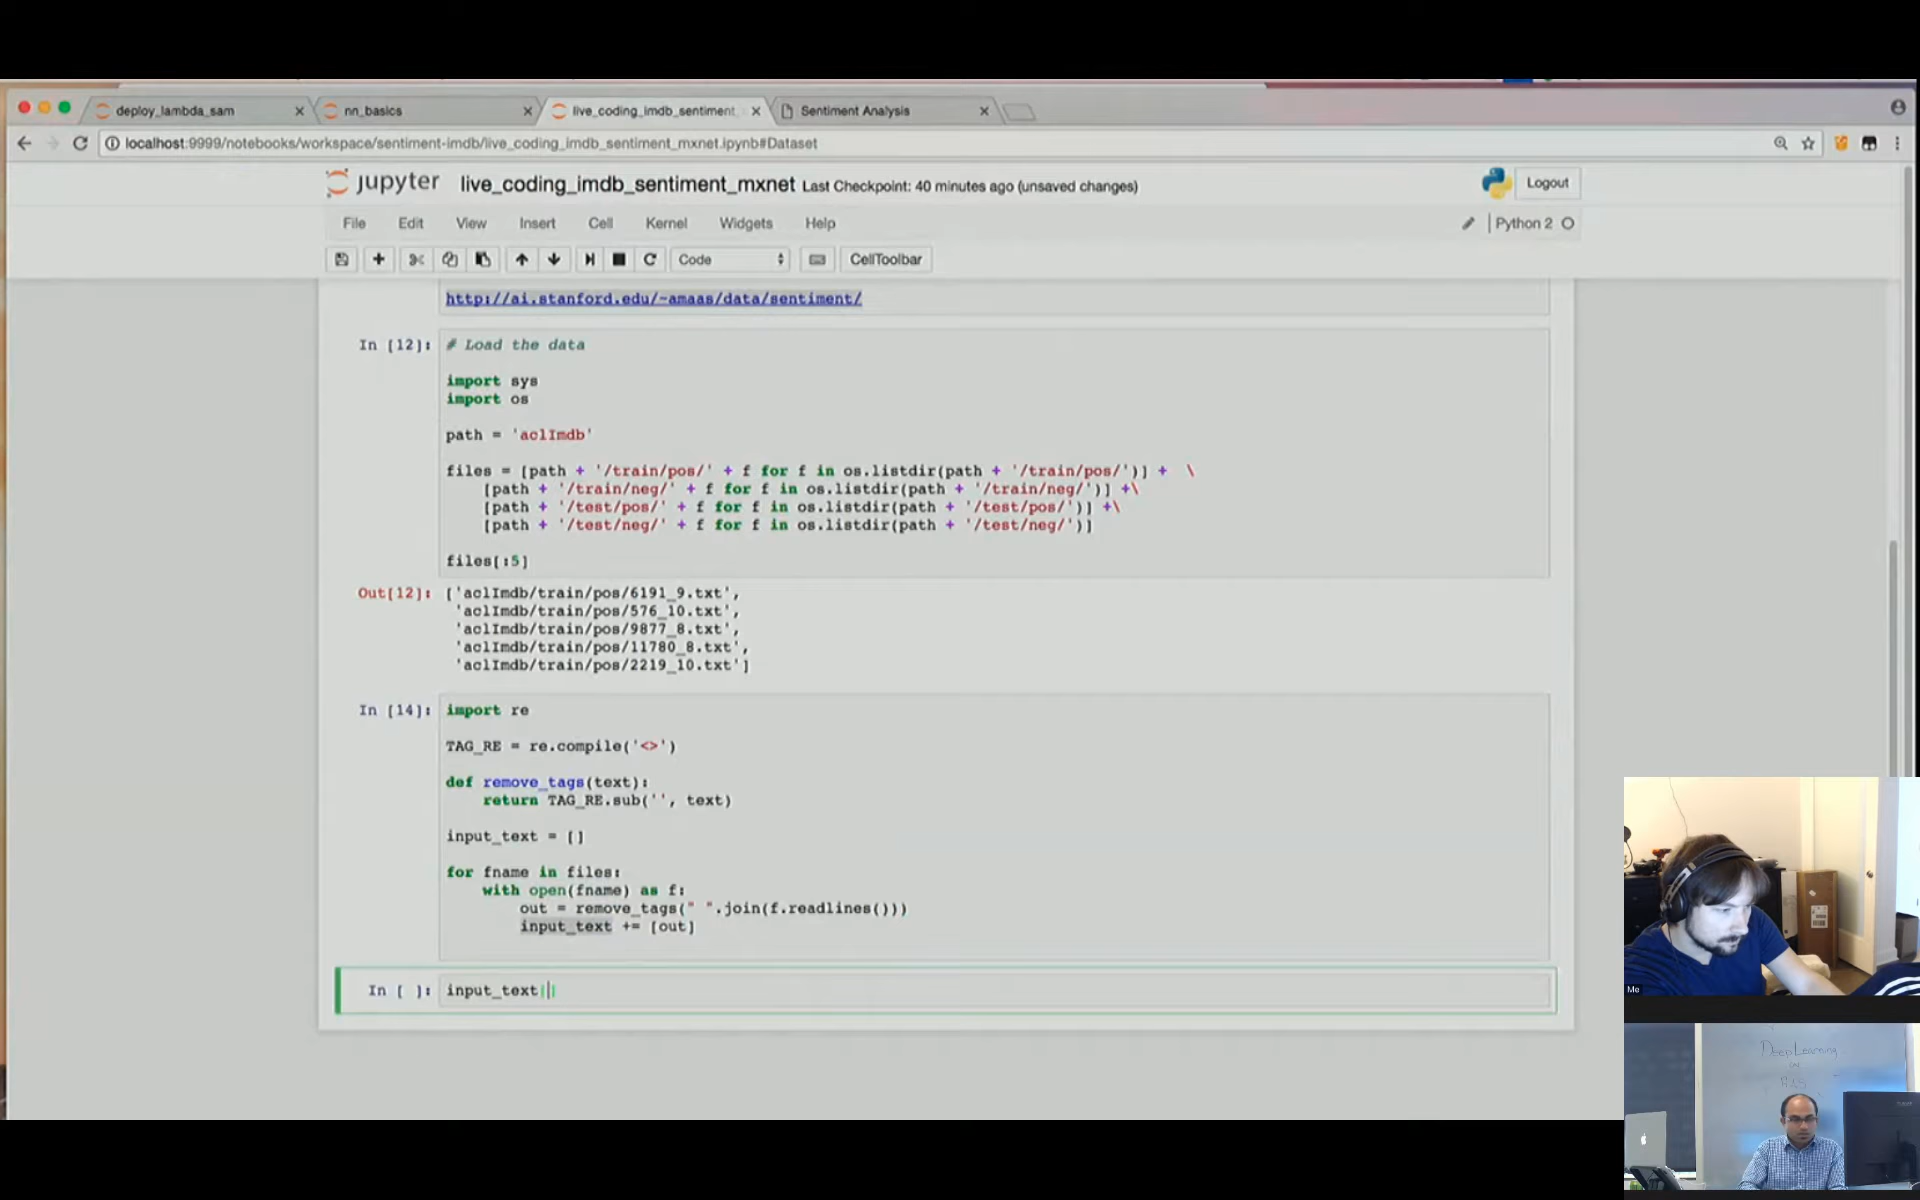 deploy_lambda_sam
nn_basics
live_coding_imdb_sentiment_
Sentiment Analysis
localhost:9999/notebooks/workspace/sentiment-imdb/live_coding_imdb_sentiment_mxnet.ipynb#Dataset
jupyter live_coding_imdb_sentiment_mxnet Last Checkpoint: 40 minutes ago (unsaved changes)
Logout
File Edit View Insert Cell Kernel Widgets Help
Python 2
Code
CellToolbar
http://ai.stanford.edu/~amaas/data/sentiment/
In [12]: # Load the data
import sys
import os
path = 'aclImdb'
files = [path + '/train/pos/' + f for f in os.listdir(path + '/train/pos/')] + \
[path + '/train/neg/' + f for f in os.listdir(path + '/train/neg/')] +\
[path + '/test/pos/' + f for f in os.listdir(path + '/test/pos/')] +\
[path + '/test/neg/' + f for f in os.listdir(path + '/test/neg/')]
files[:5]
Out[12]: ['aclImdb/train/pos/6191_9.txt',
'aclImdb/train/pos/576_10.txt',
'aclImdb/train/pos/9877_8.txt',
'aclImdb/train/pos/11780_8.txt',
'aclImdb/train/pos/2219_10.txt']
In [14]: import re
TAG_RE = re.compile('<>')
def remove_tags(text):
return TAG_RE.sub('', text)
input_text = []
for fname in files:
with open(fname) as f:
out = remove_tags(" ".join(f.readlines()))
input_text += [out]
In [ ]: input_text[]
Me
Deep Learning
on
AWS